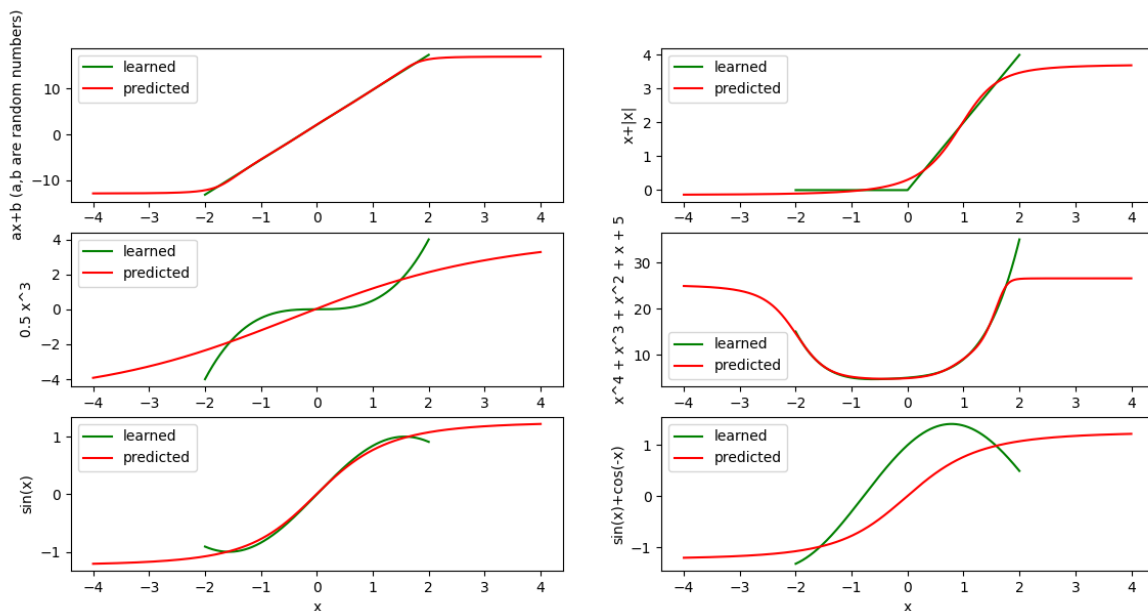 ax+b (a,b are random numbers)
10
0
−10
learned
predicted
−4 −3 −2 −1 0 1 2 3 4
x+|x|
4
3
2
1
0
learned
predicted
−4 −3 −2 −1 0 1 2 3 4
0.5 x^3
4
2
0
−2
−4
learned
predicted
−4 −3 −2 −1 0 1 2 3 4
x^4 + x^3 + x^2 + x + 5
30
20
10
learned
predicted
−4 −3 −2 −1 0 1 2 3 4
sin(x)
1
0
−1
learned
predicted
−4 −3 −2 −1 0 1 2 3 4
x
sin(x)+cos(-x)
1
0
−1
learned
predicted
−4 −3 −2 −1 0 1 2 3 4
x